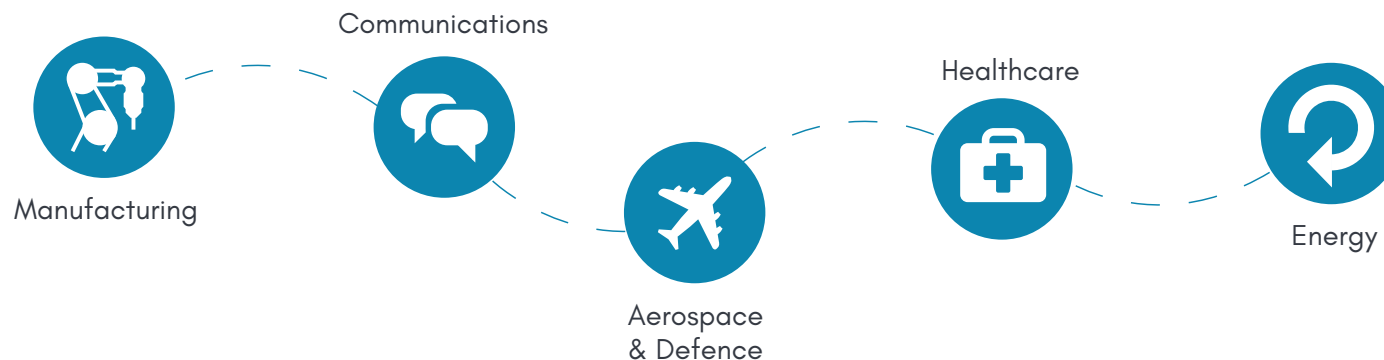 Communications
Healthcare
Manufacturing
Energy
Aerospace
& Defence